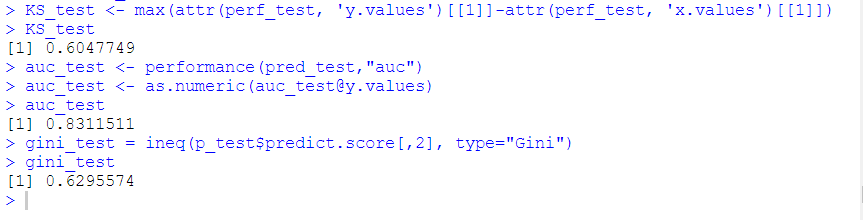 > KS_test <- max(attr(perf_test, 'y.values')[[1]]-attr(perf_test, 'x.values')[[1]])
> KS_test
[1] 0.6047749
> auc_test <- performance(pred_test,"auc")
> auc_test <- as.numeric(auc_test@y.values)
> auc_test
[1] 0.8311511
> gini_test = ineq(p_test$predict.score[,2], type="Gini")
> gini_test
[1] 0.6295574
>